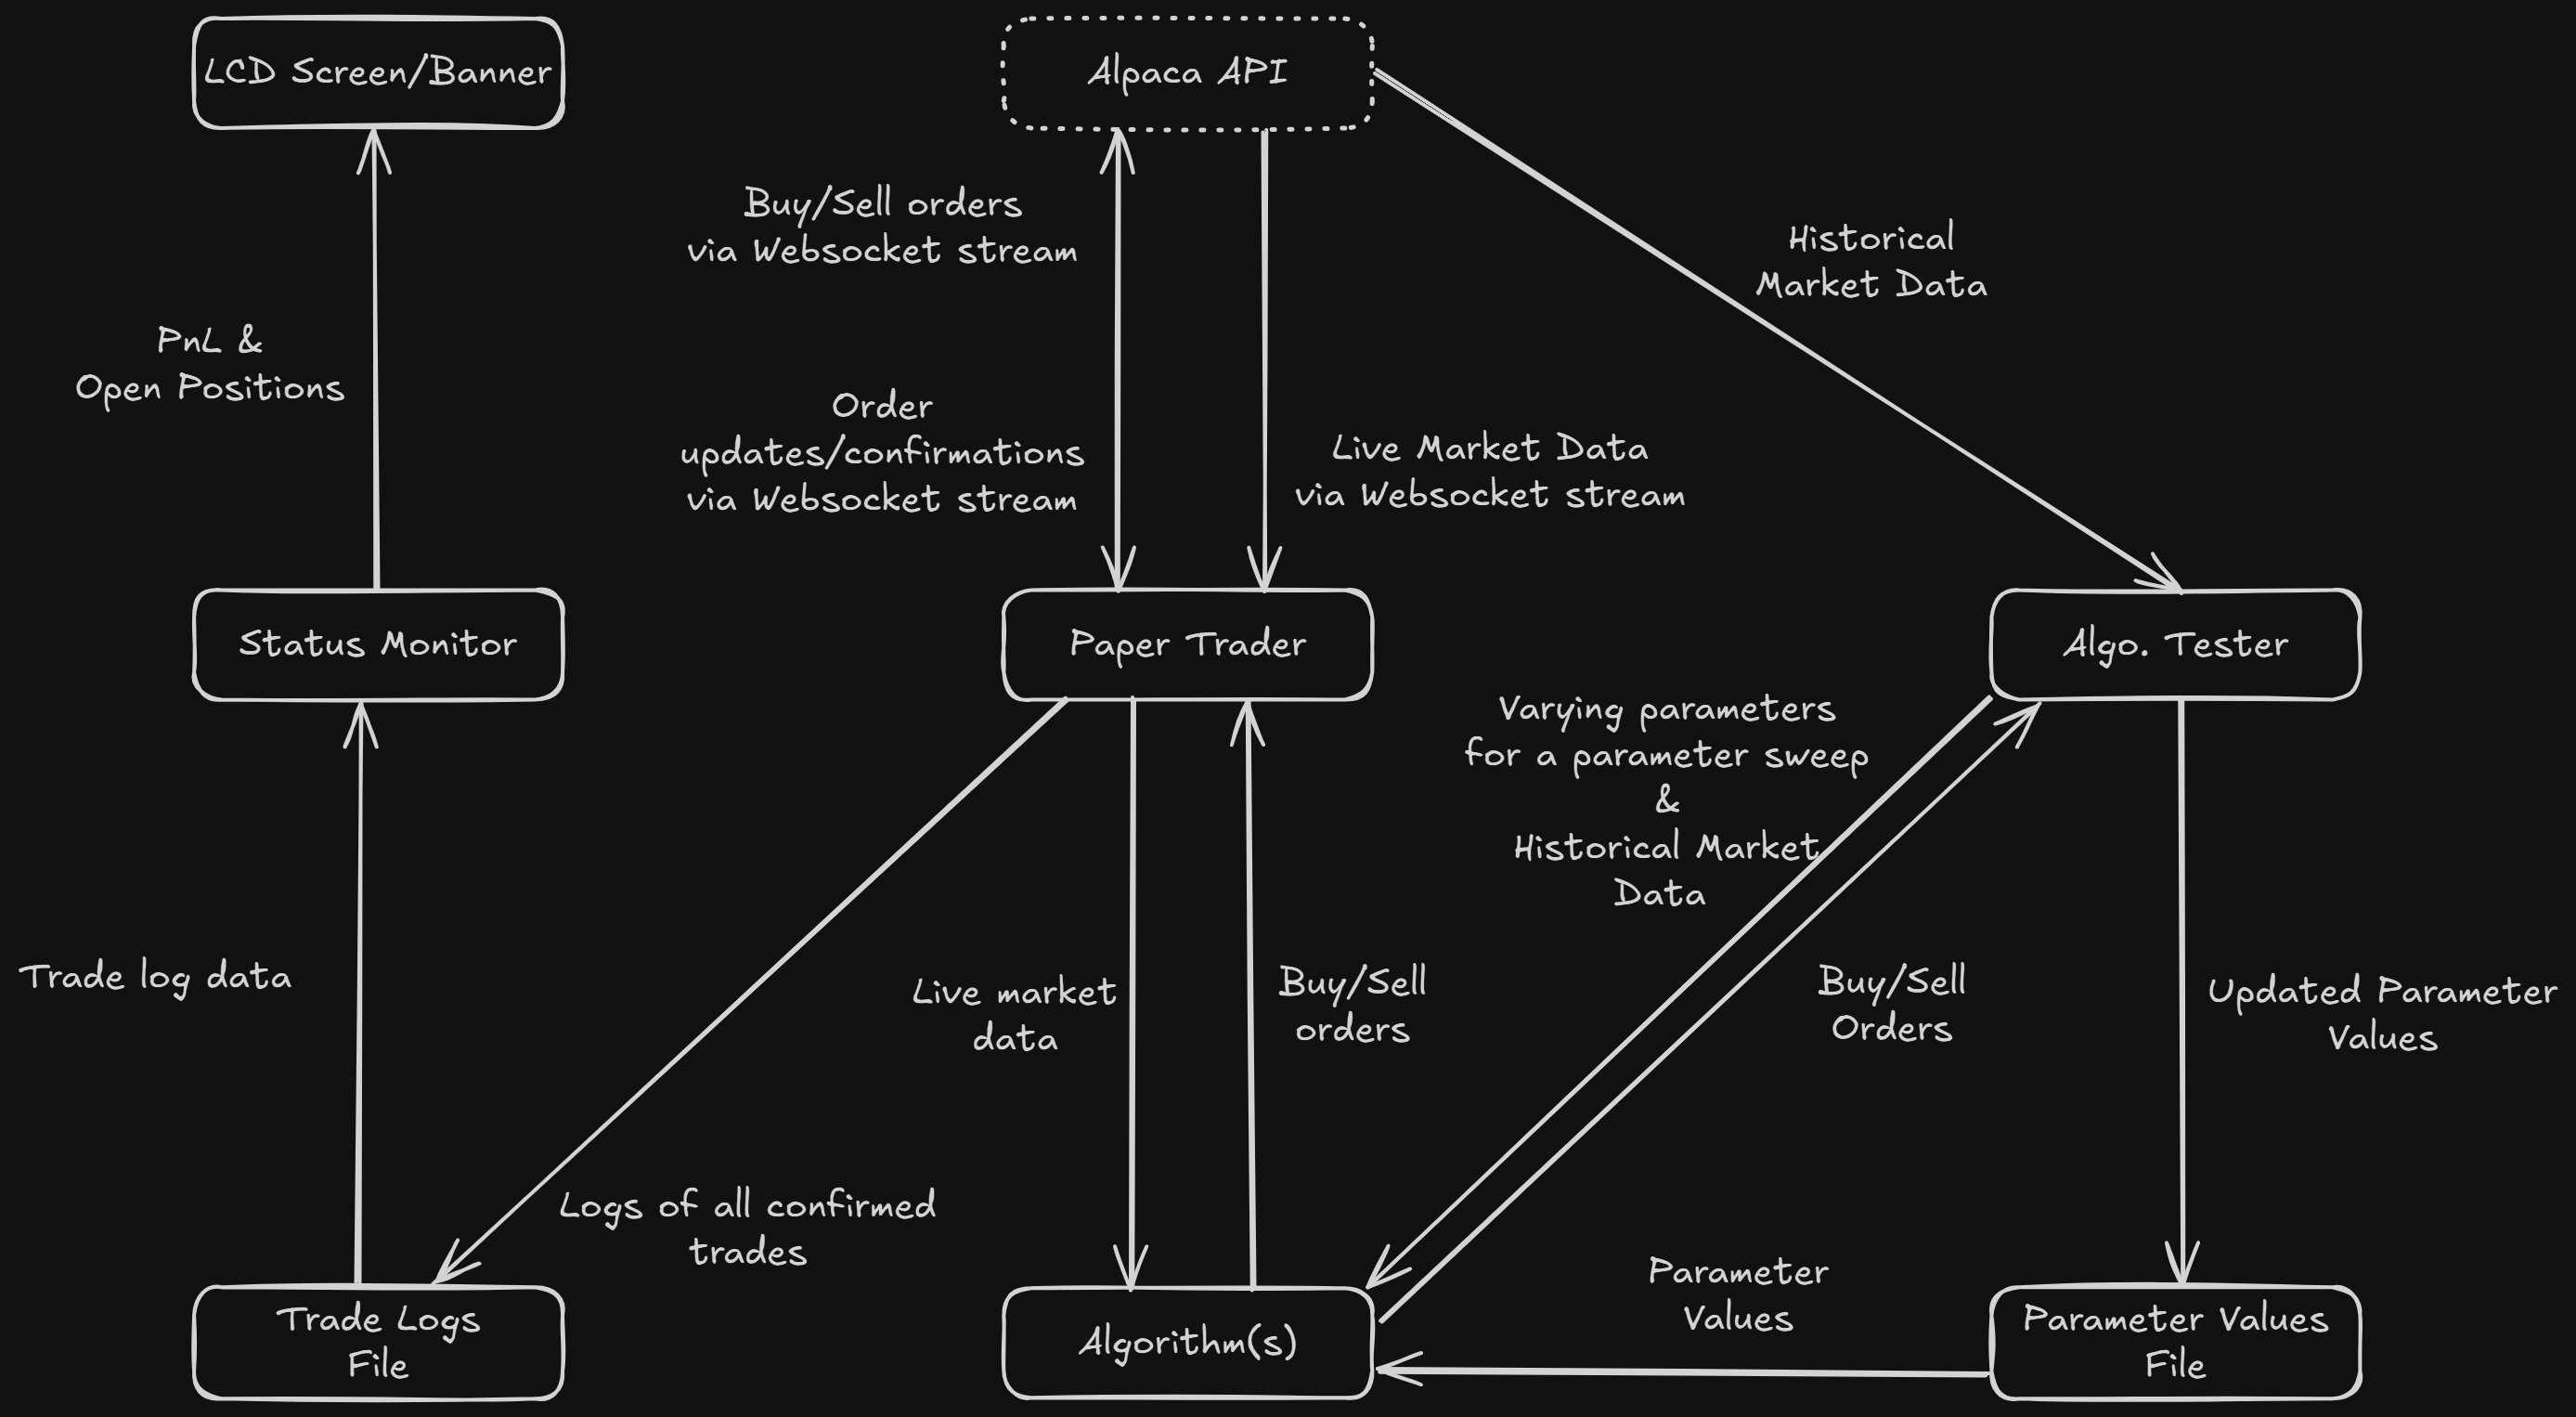 LCD Screen/Banner
Alpaca API
Buy/Sell orders
via Websocket stream
Historical
Market Data
PnL &
Open Positions
Order
updates/confirmations
via Websocket stream
Live Market Data
via Websocket stream
Status Monitor
Paper Trader
Algo. Tester
Varying parameters
for a parameter sweep
&
Historical Market
Data
Trade log data
Live market
data
Buy/Sell
orders
Buy/Sell
Orders
Updated Parameter
Values
Logs of all confirmed
trades
Parameter
Values
Trade Logs
File
Algorithm(s)
Parameter Values
File